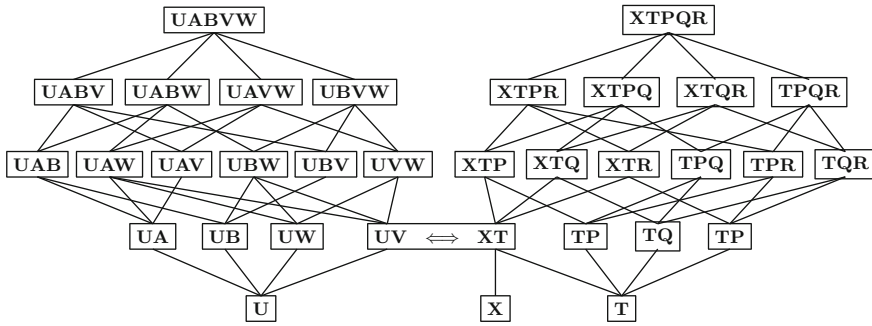 UABVW XTPQR
UABV UABW UAVW UBVW XTPR XTPQ XTQR TPQR
UAB UAW UAV UBW UBV UVW XTP XTQ XTR TPQ TPR TQR
UA UB UW UV ⟺ XT TP TQ TP
U X T